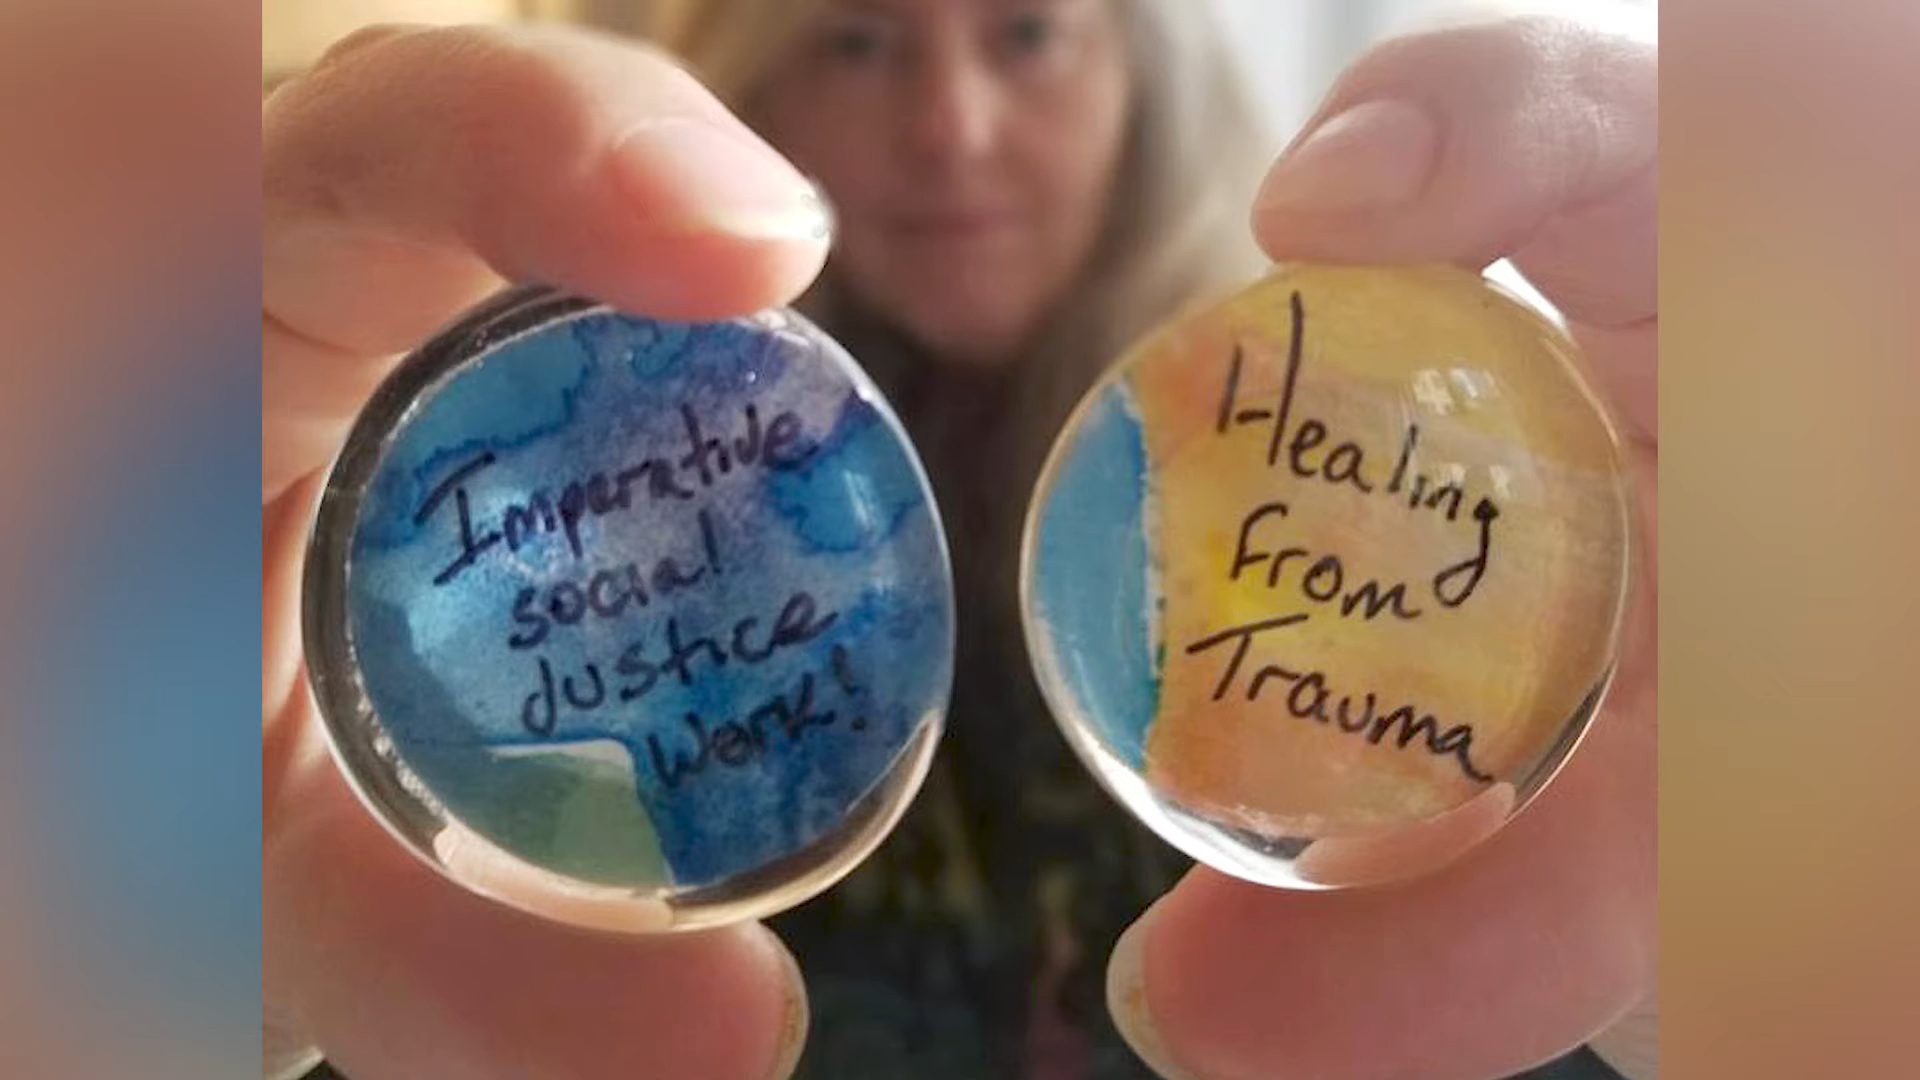 Imperative
social
Justice
Work!
Healing
From
Trauma